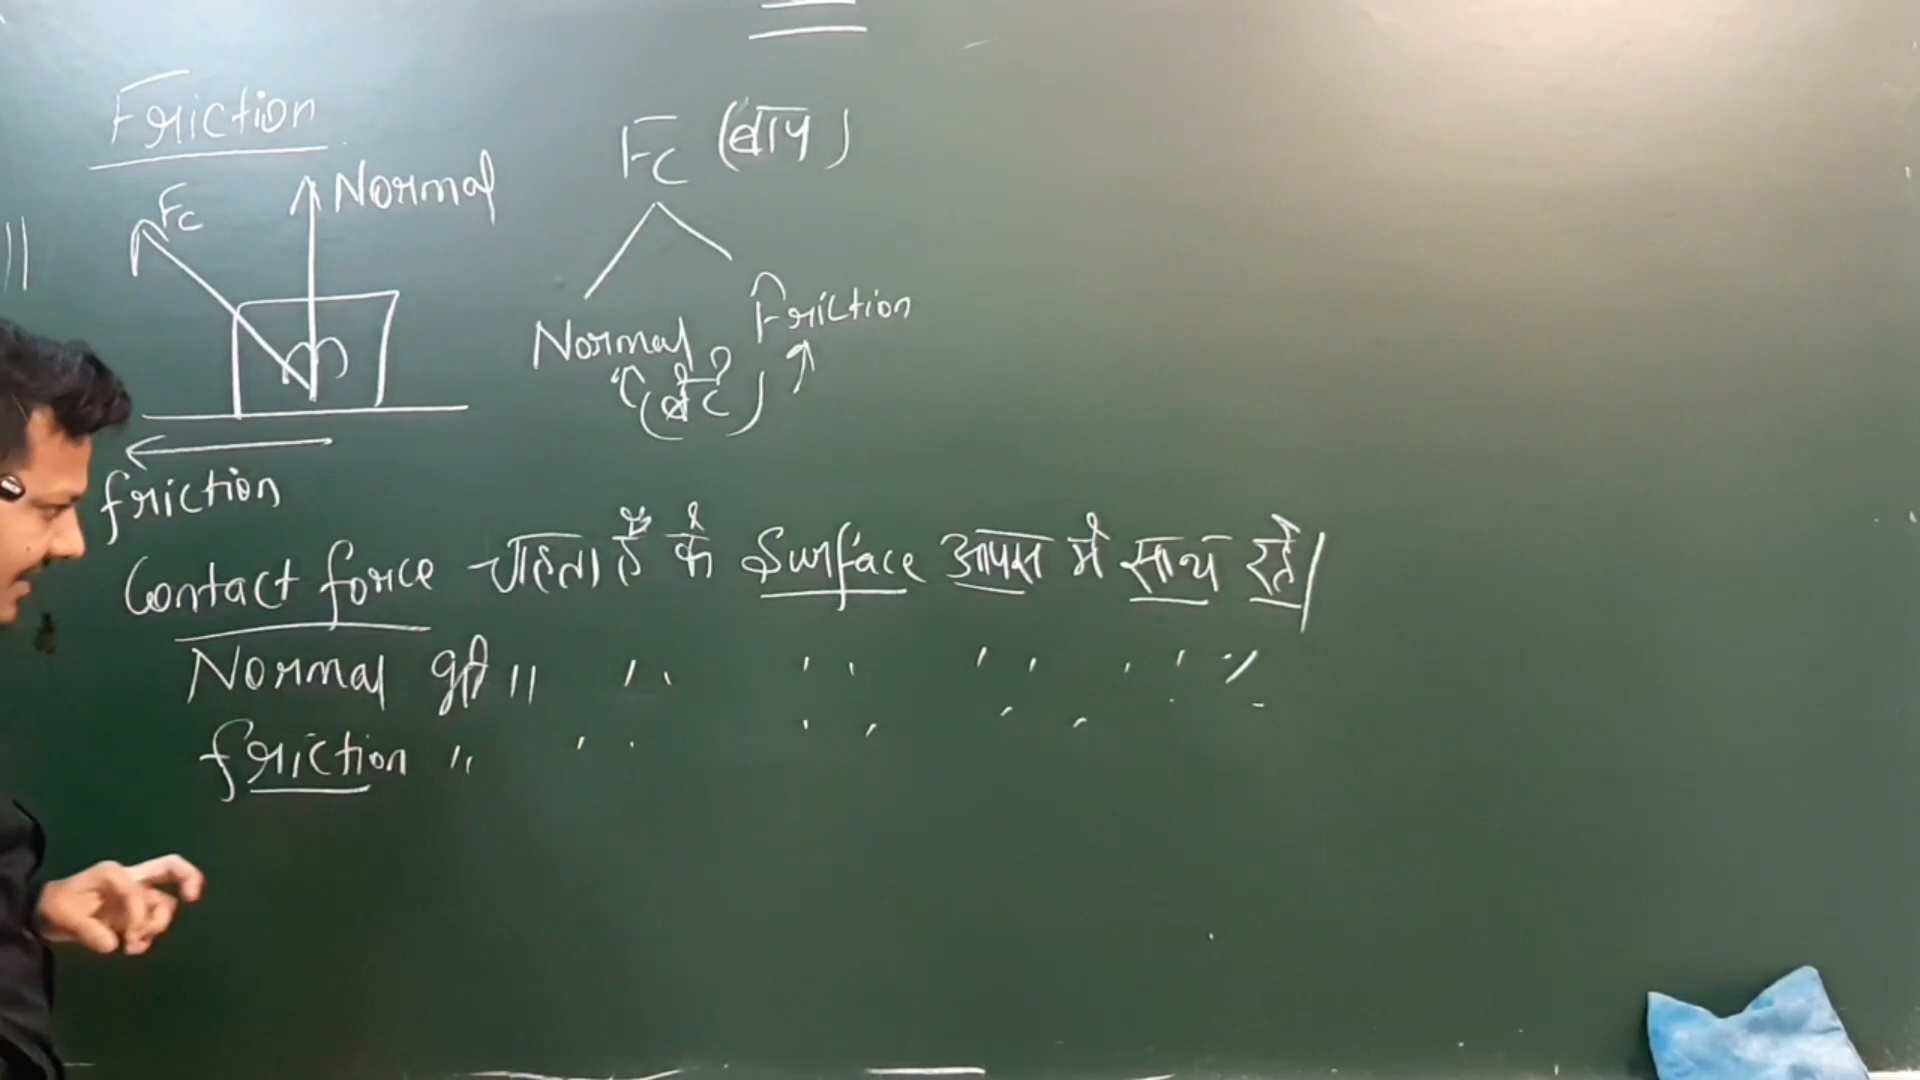 Friction
Normal
Fc
friction
Fc (बाप)
Normal Friction
(बेटे)
Contact force चाहता है के Surface आपस में साथ रहें।
Normal भी " " " " " " "
friction " " " " "